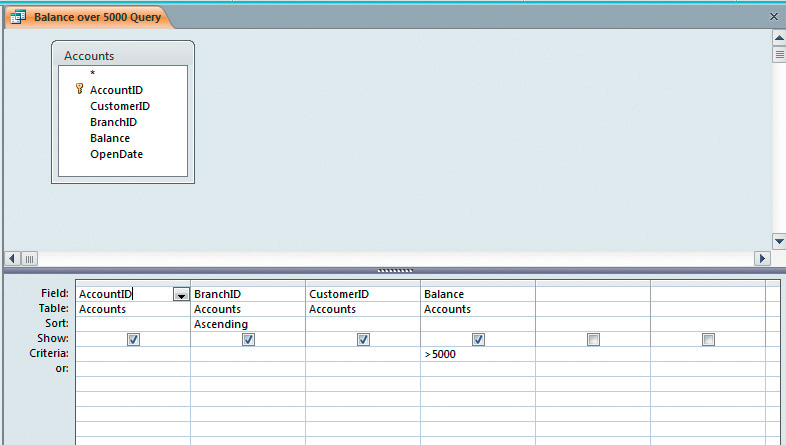 Balance over 5000 Query
Accounts
*
AccountID
CustomerID
BranchID
Balance
OpenDate
Field: AccountID BranchID CustomerID Balance
Table: Accounts Accounts Accounts Accounts
Sort: Ascending
Show:
Criteria: >5000
or: